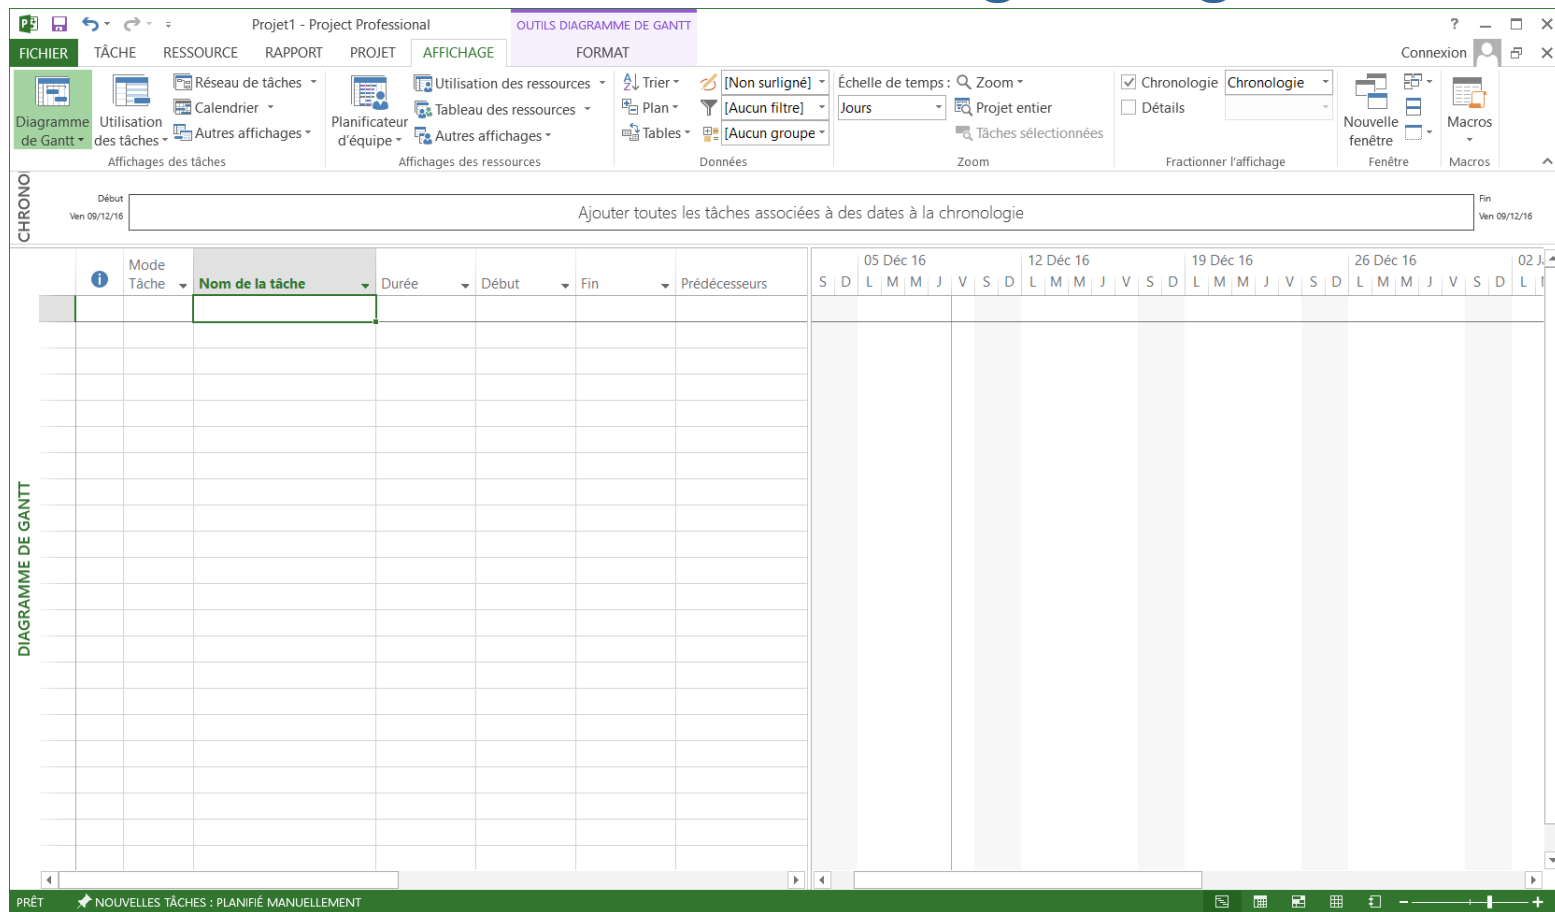 Projet1 - Project Professional
OUTILS DIAGRAMME DE GANTT
?
FICHIER TÂCHE RESSOURCE RAPPORT PROJET AFFICHAGE FORMAT Connexion
Diagramme de Gantt
Utilisation des tâches
Réseau de tâches
Calendrier
Autres affichages
Affichages des tâches
Planificateur d'équipe
Utilisation des ressources
Tableau des ressources
Autres affichages
Affichages des ressources
Trier
Plan
Tables
[Non surligné]
[Aucun filtre]
[Aucun groupe
Données
Échelle de temps :
Jours
Zoom
Projet entier
Tâches sélectionnées
Zoom
Chronologie Chronologie
Détails
Fractionner l'affichage
Nouvelle fenêtre
Fenêtre
Macros
Macros
CHRONO
Début
Ven 09/12/16
Ajouter toutes les tâches associées à des dates à la chronologie
Fin
Ven 09/12/16
Mode Tâche
Nom de la tâche
Durée
Début
Fin
Prédécesseurs
05 Déc 16 12 Déc 16 19 Déc 16 26 Déc 16 02 J
S D L M M J V S D L M M J V S D L M M J V S D L M M J V S D L
DIAGRAMME DE GANTT
PRÊT NOUVELLES TÂCHES : PLANIFIÉ MANUELLEMENT